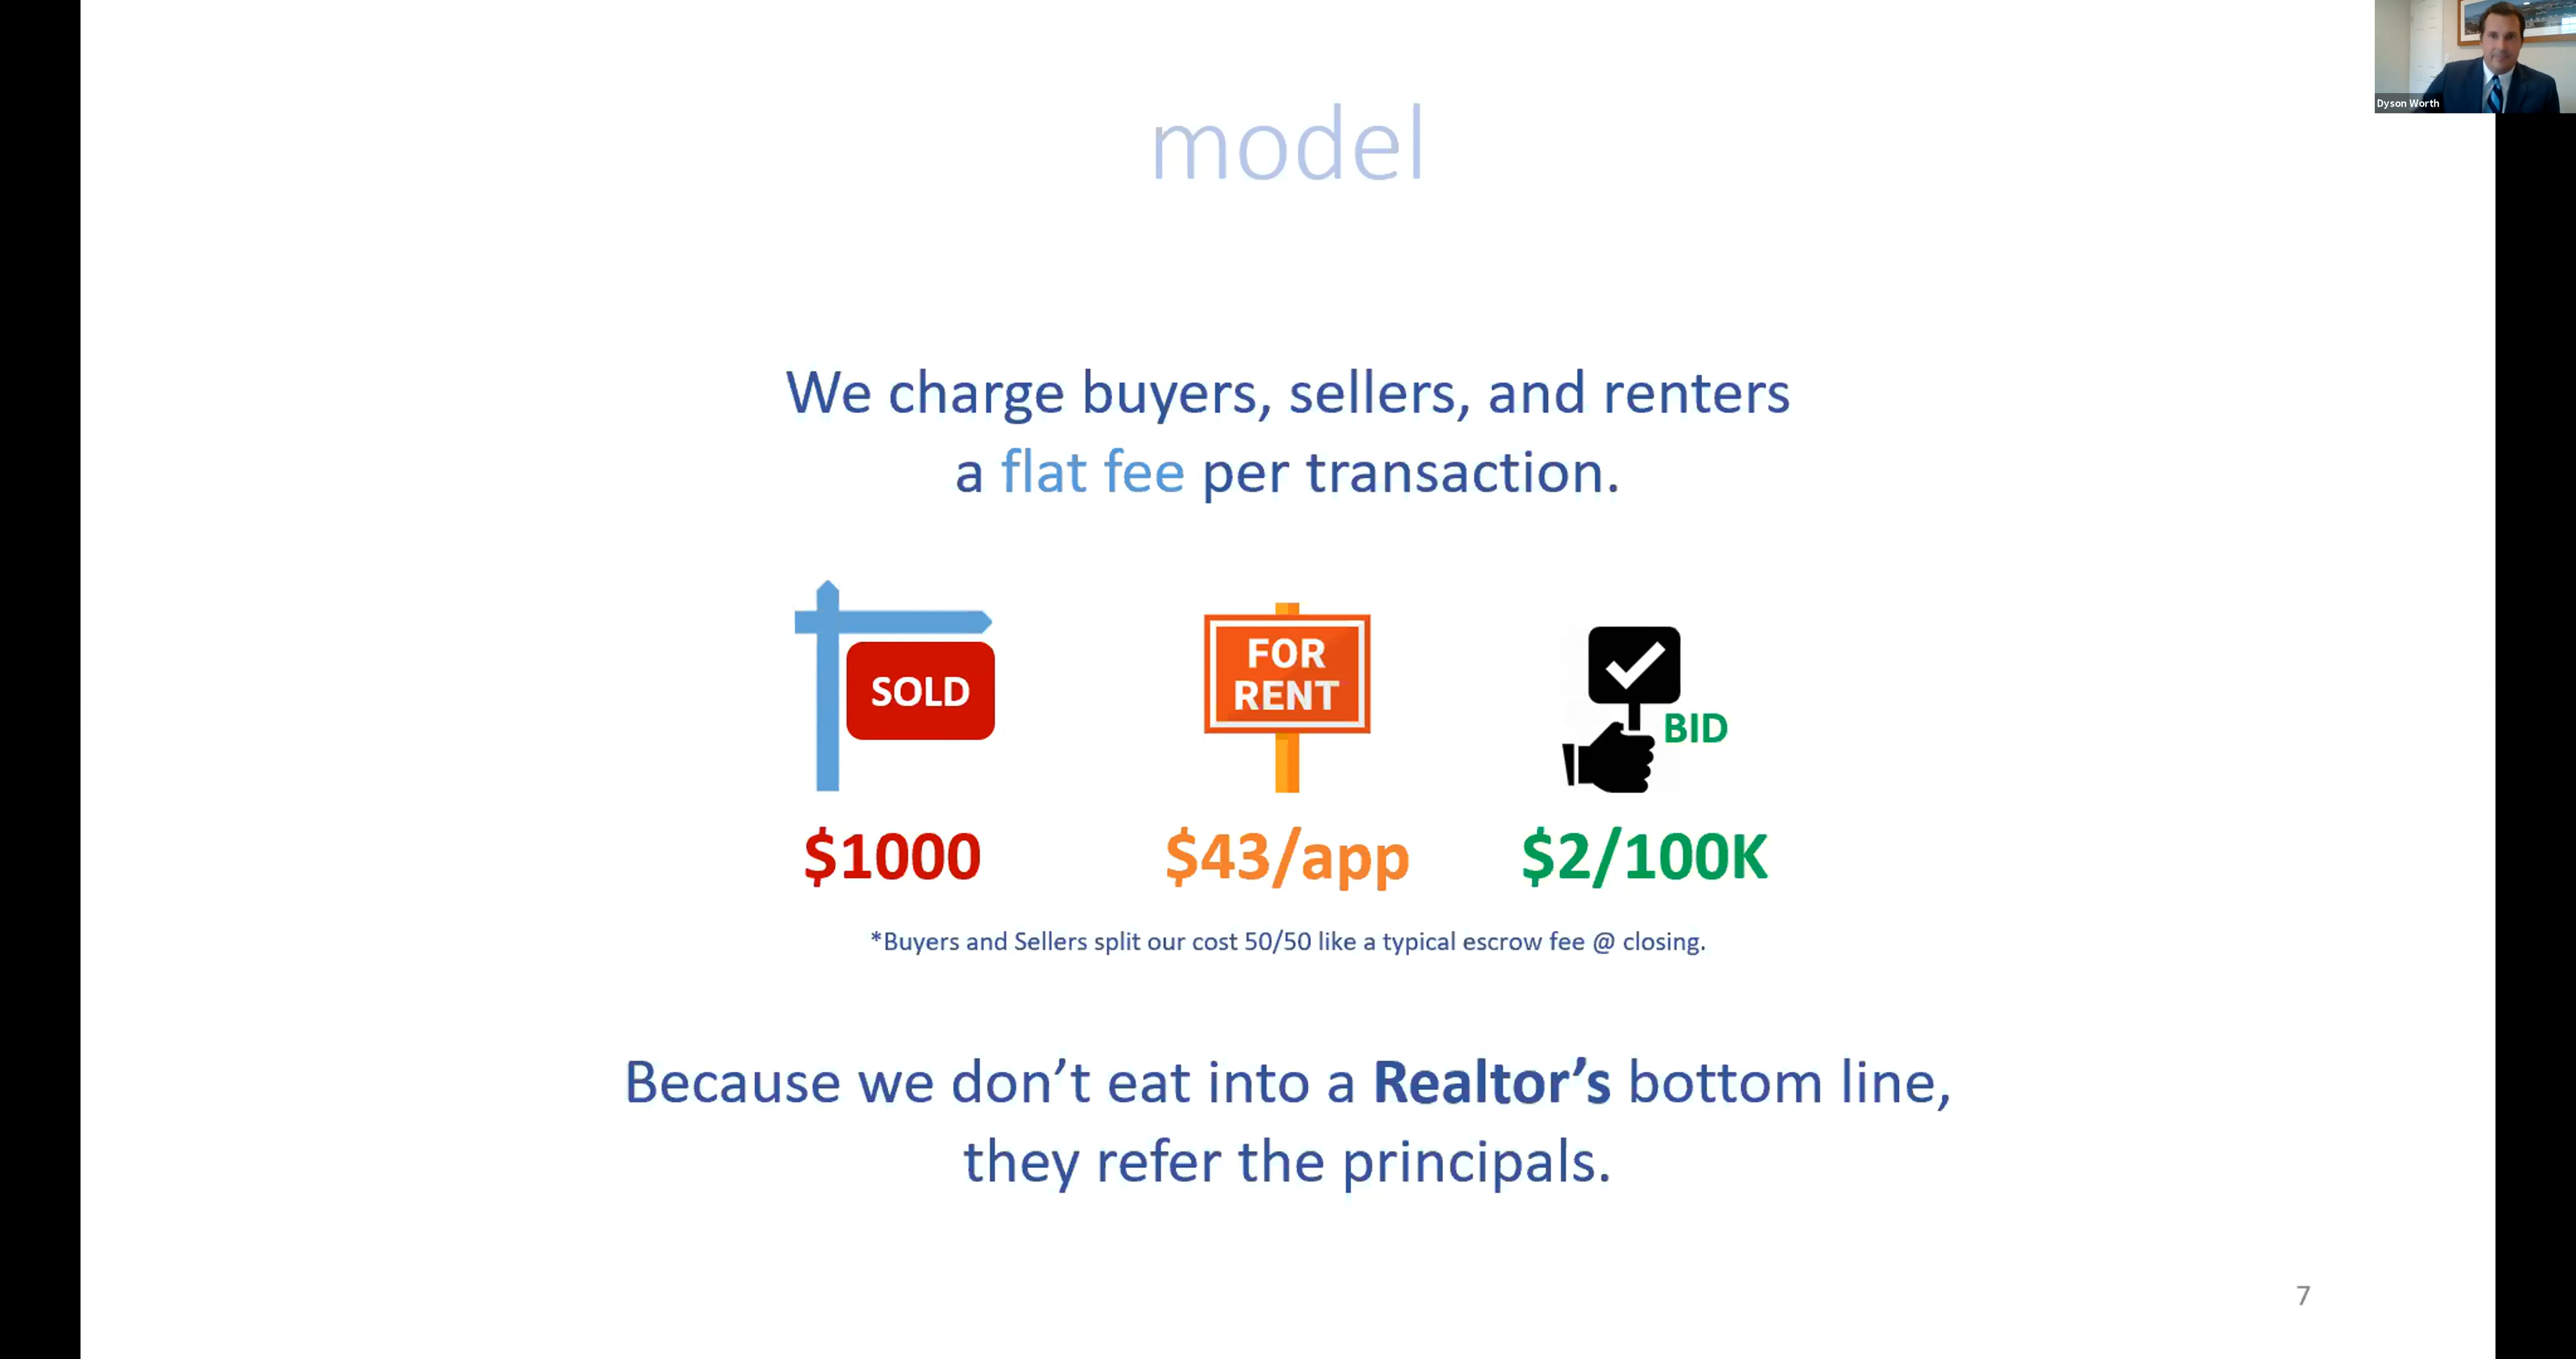 Dyson Worth
model
We charge buyers, sellers, and renters
a flat fee per transaction.
SOLD
FOR
RENT
BID
$1000
$43/app
$2/100K
*Buyers and Sellers split our cost 50/50 like a typical escrow fee @ closing.
Because we don’t eat into a Realtor’s bottom line,
they refer the principals.
7